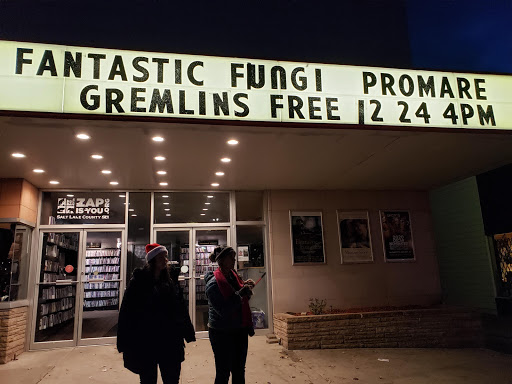 FANTASTIC FUNGI PROMARE
GREMLINS FREE 12 24 4PM
ZAP
IS YOU
SALT LAKE COUNTY